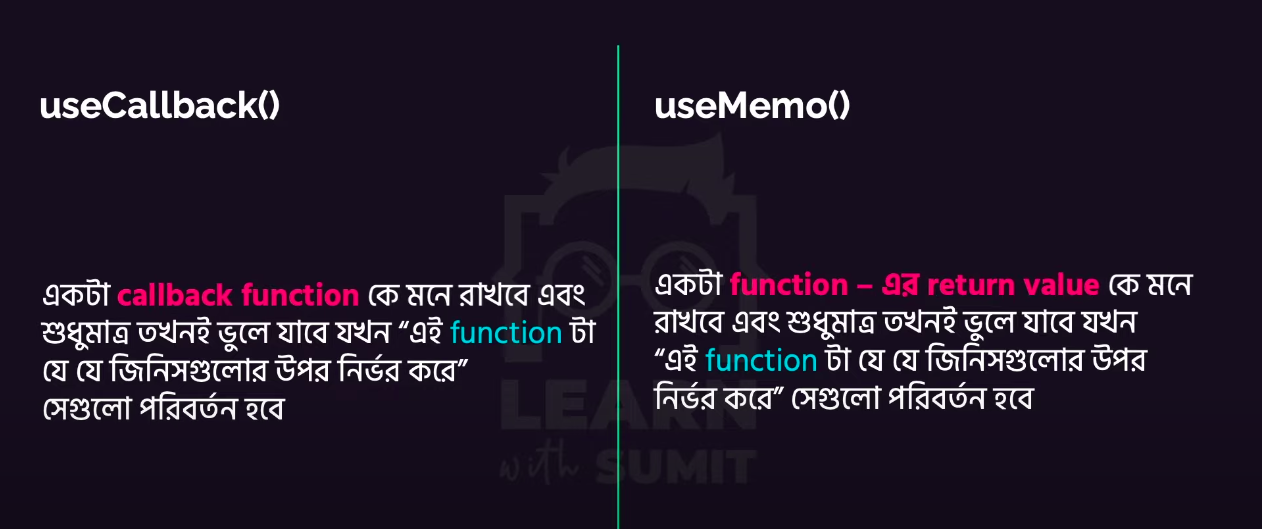 useCallback()
একটা callback function কে মনে রাখবে এবং
শুধুমাত্র তখনই ভুলে যাবে যখন “এই function টা
যে যে জিনিসগুলোর উপর নির্ভর করে”
সেগুলো পরিবর্তন হবে
useMemo()
একটা function – এর return value কে মনে
রাখবে এবং শুধুমাত্র তখনই ভুলে যাবে যখন
“এই function টা যে যে জিনিসগুলোর উপর
নির্ভর করে” সেগুলো পরিবর্তন হবে
LEARN
with SUMIT